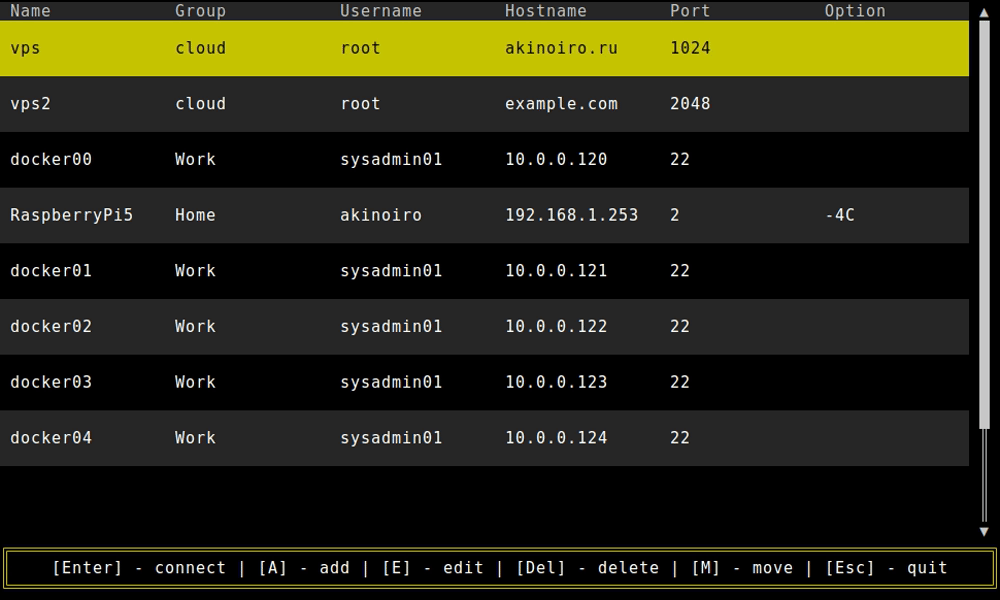 Name Group Username Hostname Port Option
vps cloud root akinoiro.ru 1024
vps2 cloud root example.com 2048
docker00 Work sysadmin01 10.0.0.120 22
RaspberryPi5 Home akinoiro 192.168.1.253 2 -4C
docker01 Work sysadmin01 10.0.0.121 22
docker02 Work sysadmin01 10.0.0.122 22
docker03 Work sysadmin01 10.0.0.123 22
docker04 Work sysadmin01 10.0.0.124 22
[Enter] - connect | [A] - add | [E] - edit | [Del] - delete | [M] - move | [Esc] - quit